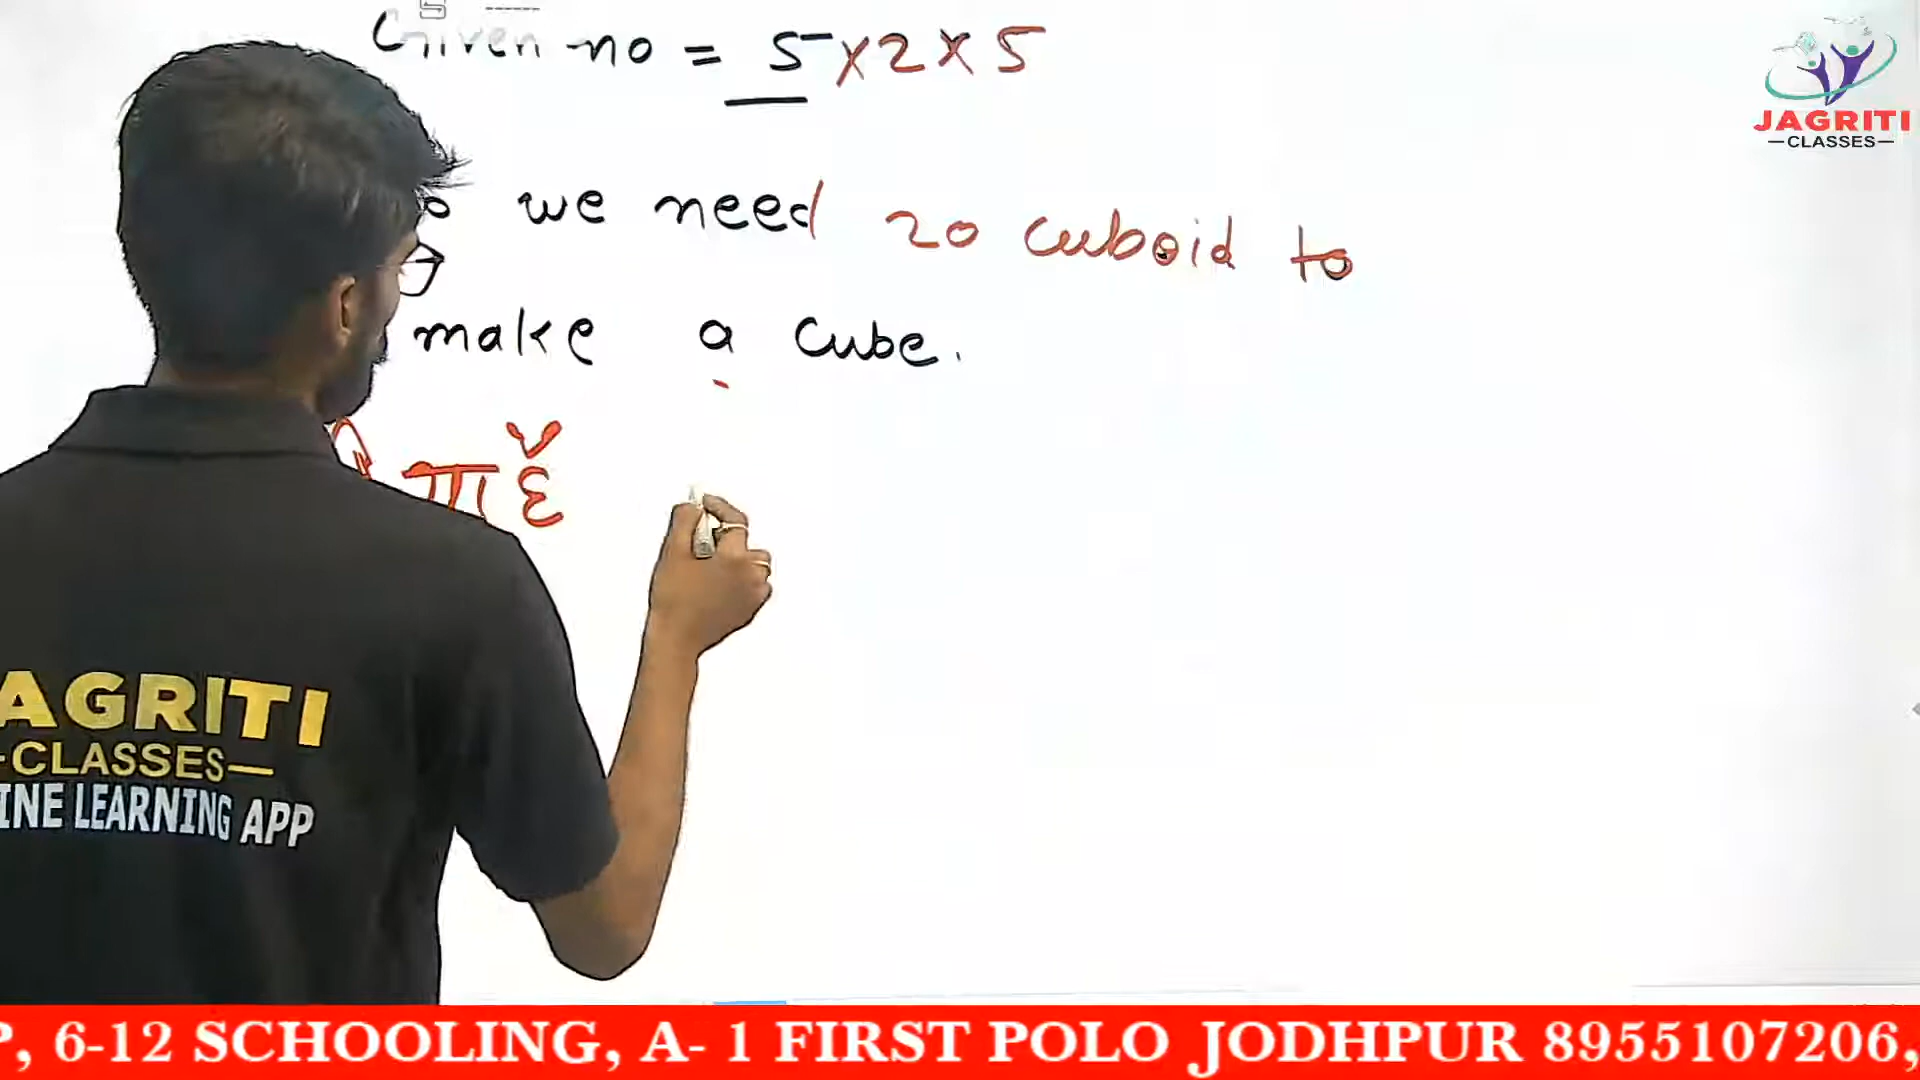 Given no = 5 × 2 × 5
we need 20 cuboid to
make a cube.
JAGRITI
—CLASSES—
AGRITI
-CLASSES—
INE LEARNING APP
P, 6-12 SCHOOLING, A- 1 FIRST POLO JODHPUR 8955107206,